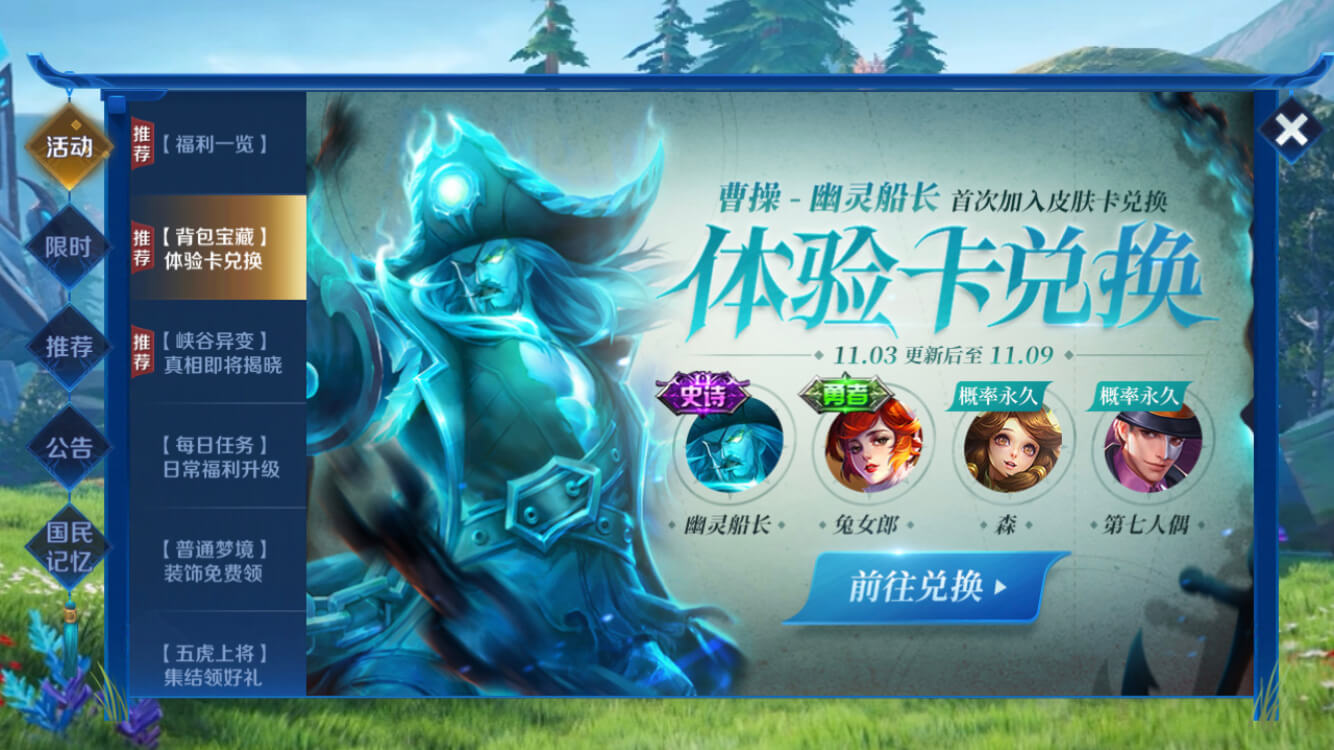 活动
限时
推荐
公告
国民
记忆
推荐
【福利一览】
推荐
【背包宝藏】
体验卡兑换
推荐
【峡谷异变】
真相即将揭晓
【每日任务】
日常福利升级
【普通梦境】
装饰免费领
【五虎上将】
集结领好礼
曹操-幽灵船长 首次加入皮肤卡兑换
体验卡兑换
11.03 更新后至 11.09
史诗
勇者
概率永久
概率永久
幽灵船长
兔女郎
森
第七人偶
前往兑换